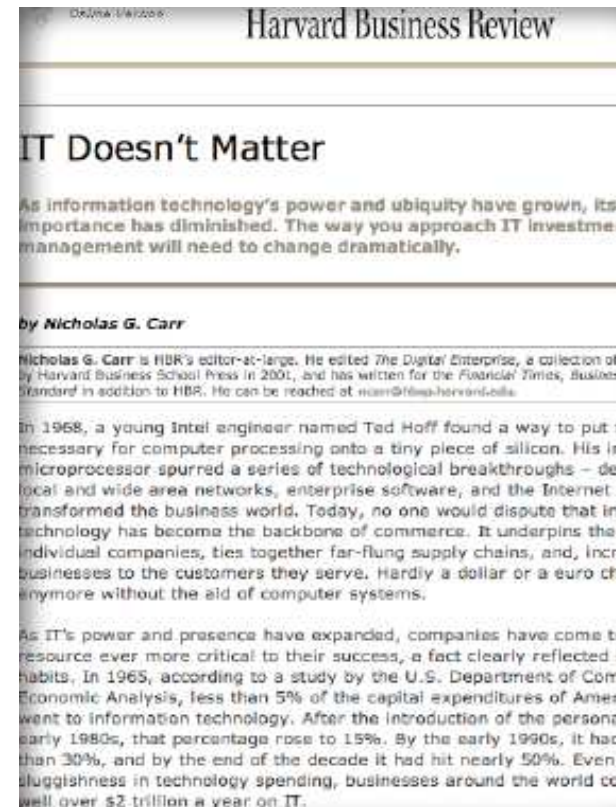 Online Version
Harvard Business Review
IT Doesn't Matter
As information technology's power and ubiquity have grown, its
importance has diminished. The way you approach IT investme
management will need to change dramatically.
by Nicholas G. Carr
Nicholas G. Carr is HBR's editor-at-large. He edited The Digital Enterprise, a collection of
by Harvard Business School Press in 2001, and has written for the Financial Times, Busines
Standard in addition to HBR. He can be reached at
In 1968, a young Intel engineer named Ted Hoff found a way to put
necessary for computer processing onto a tiny piece of silicon. His i
microprocessor spurred a series of technological breakthroughs – de
local and wide area networks, enterprise software, and the Internet
transformed the business world. Today, no one would dispute that in
technology has become the backbone of commerce. It underpins the
individual companies, ties together far-flung supply chains, and, incr
businesses to the customers they serve. Hardly a dollar or a euro ch
anymore without the aid of computer systems.
As IT's power and presence have expanded, companies have come t
resource ever more critical to their success, a fact clearly reflected
habits. In 1965, according to a study by the U.S. Department of Com
Economic Analysis, less than 5% of the capital expenditures of Amer
went to information technology. After the introduction of the persona
early 1980s, that percentage rose to 15%. By the early 1990s, it had
than 30%, and by the end of the decade it had hit nearly 50%. Even
sluggishness in technology spending, businesses around the world co
well over $2 trillion a year on IT.